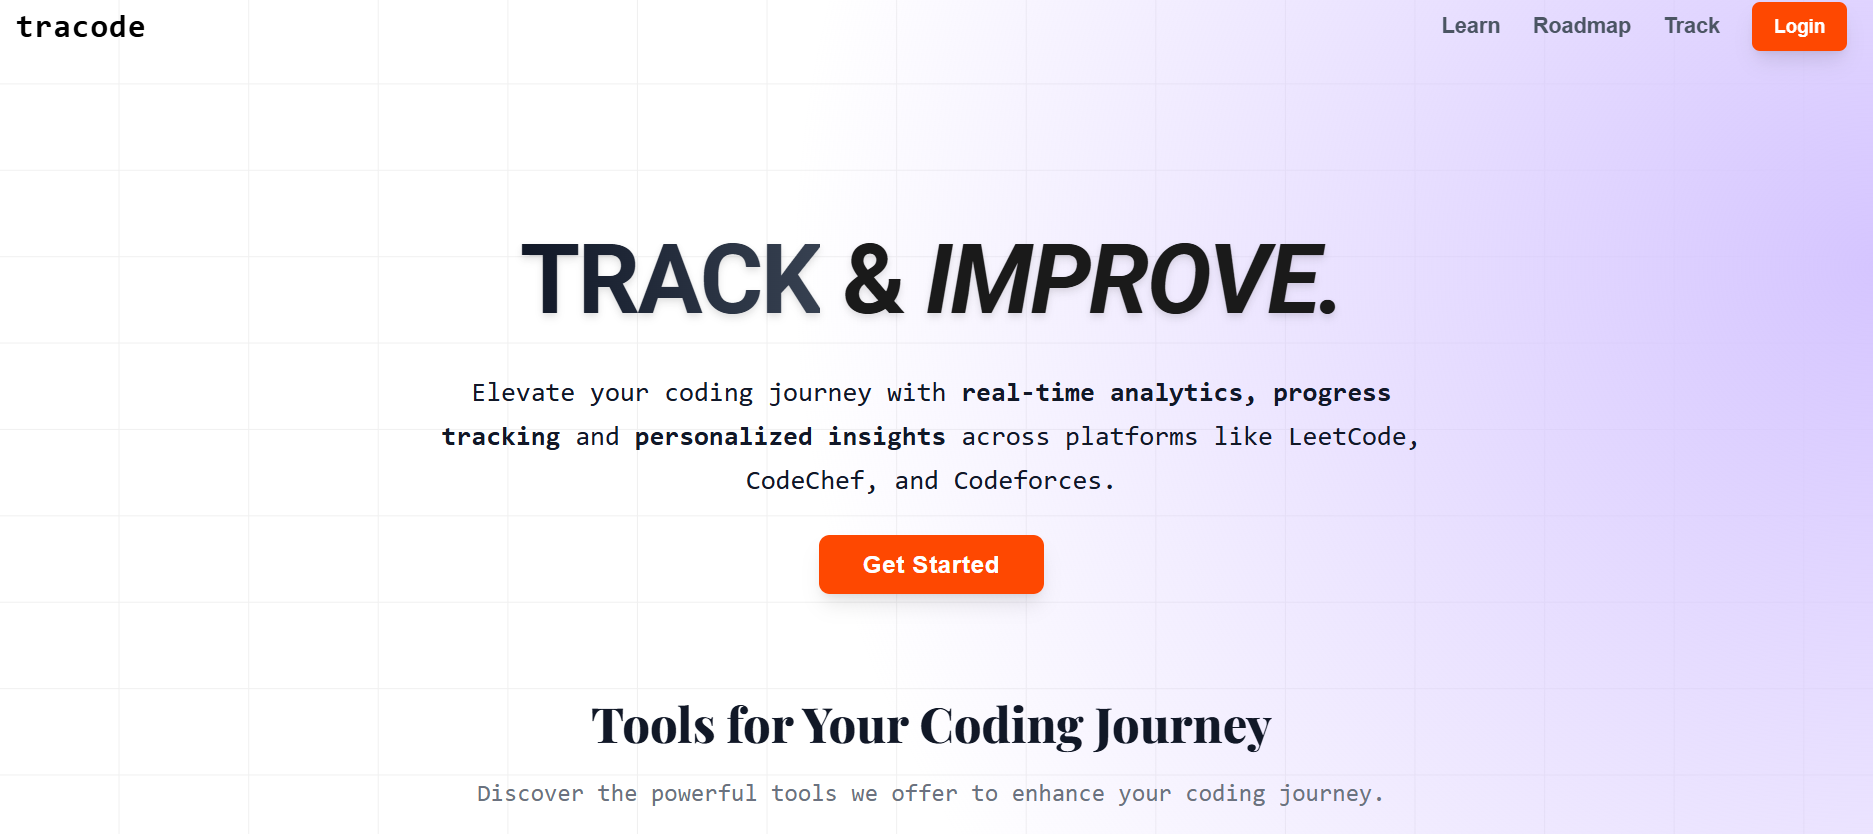 tracode
Learn Roadmap Track Login
TRACK & IMPROVE.
Elevate your coding journey with real-time analytics, progress
tracking and personalized insights across platforms like LeetCode,
CodeChef, and Codeforces.
Get Started
Tools for Your Coding Journey
Discover the powerful tools we offer to enhance your coding journey.